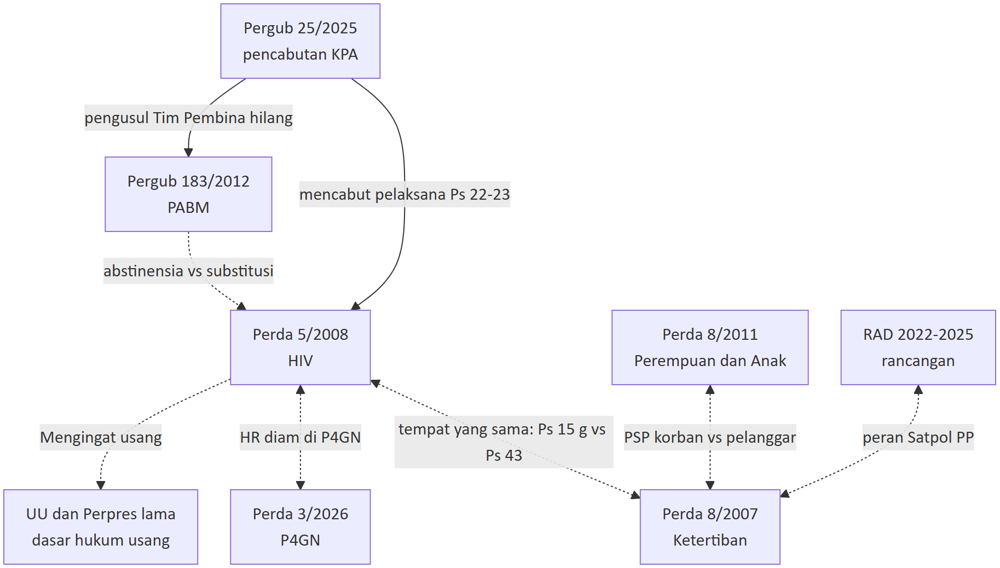 Pergub 25/2025
pencabutan KPA
pengusul Tim Pembina hilang
Pergub 183/2012
PABM
mencabut pelaksana Ps 22-23
abstinensia vs substitusi
Perda 5/2008
HIV
Perda 8/2011
Perempuan dan Anak
RAD 2022-2025
rancangan
Mengingat usang
HR diam di P4GN
tempat yang sama: Ps 15 g vs
Ps 43
PSP korban vs pelanggar
peran Satpol PP
UU dan Perpres lama
dasar hukum usang
Perda 3/2026
P4GN
Perda 8/2007
Ketertiban